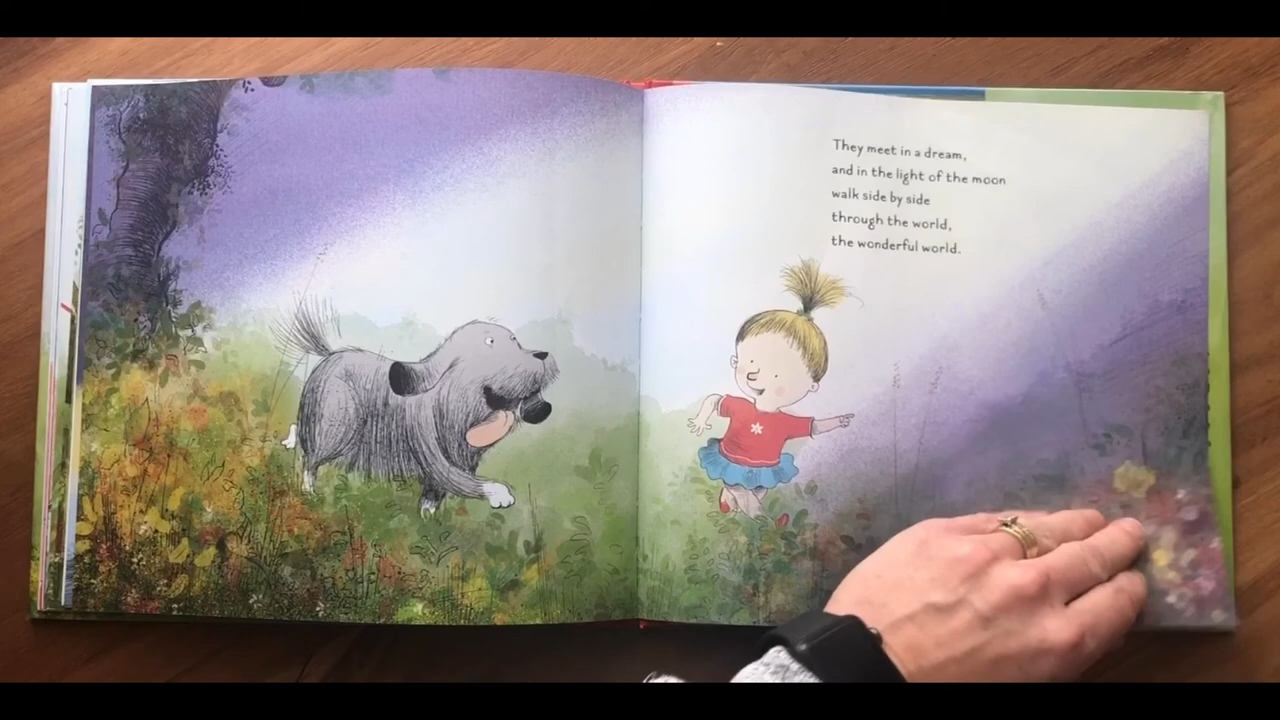 They meet in a dream,
and in the light of the moon
walk side by side
through the world,
the wonderful world.